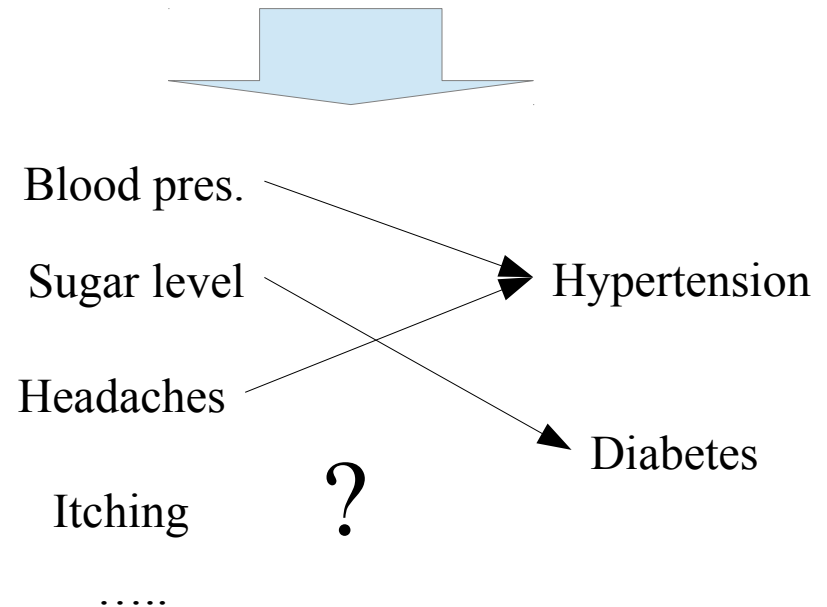 Blood pres.
Sugar level
Hypertension
Headaches
Diabetes
Itching
?
.....